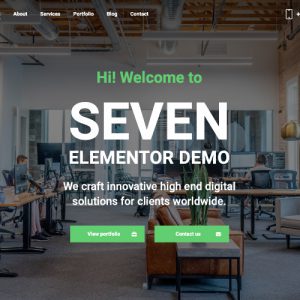 About Services Portfolio Blog Contact
Hi! Welcome to
SEVEN
ELEMENTOR DEMO
We craft innovative high end digital
solutions for clients worldwide.
View portfolio Contact us